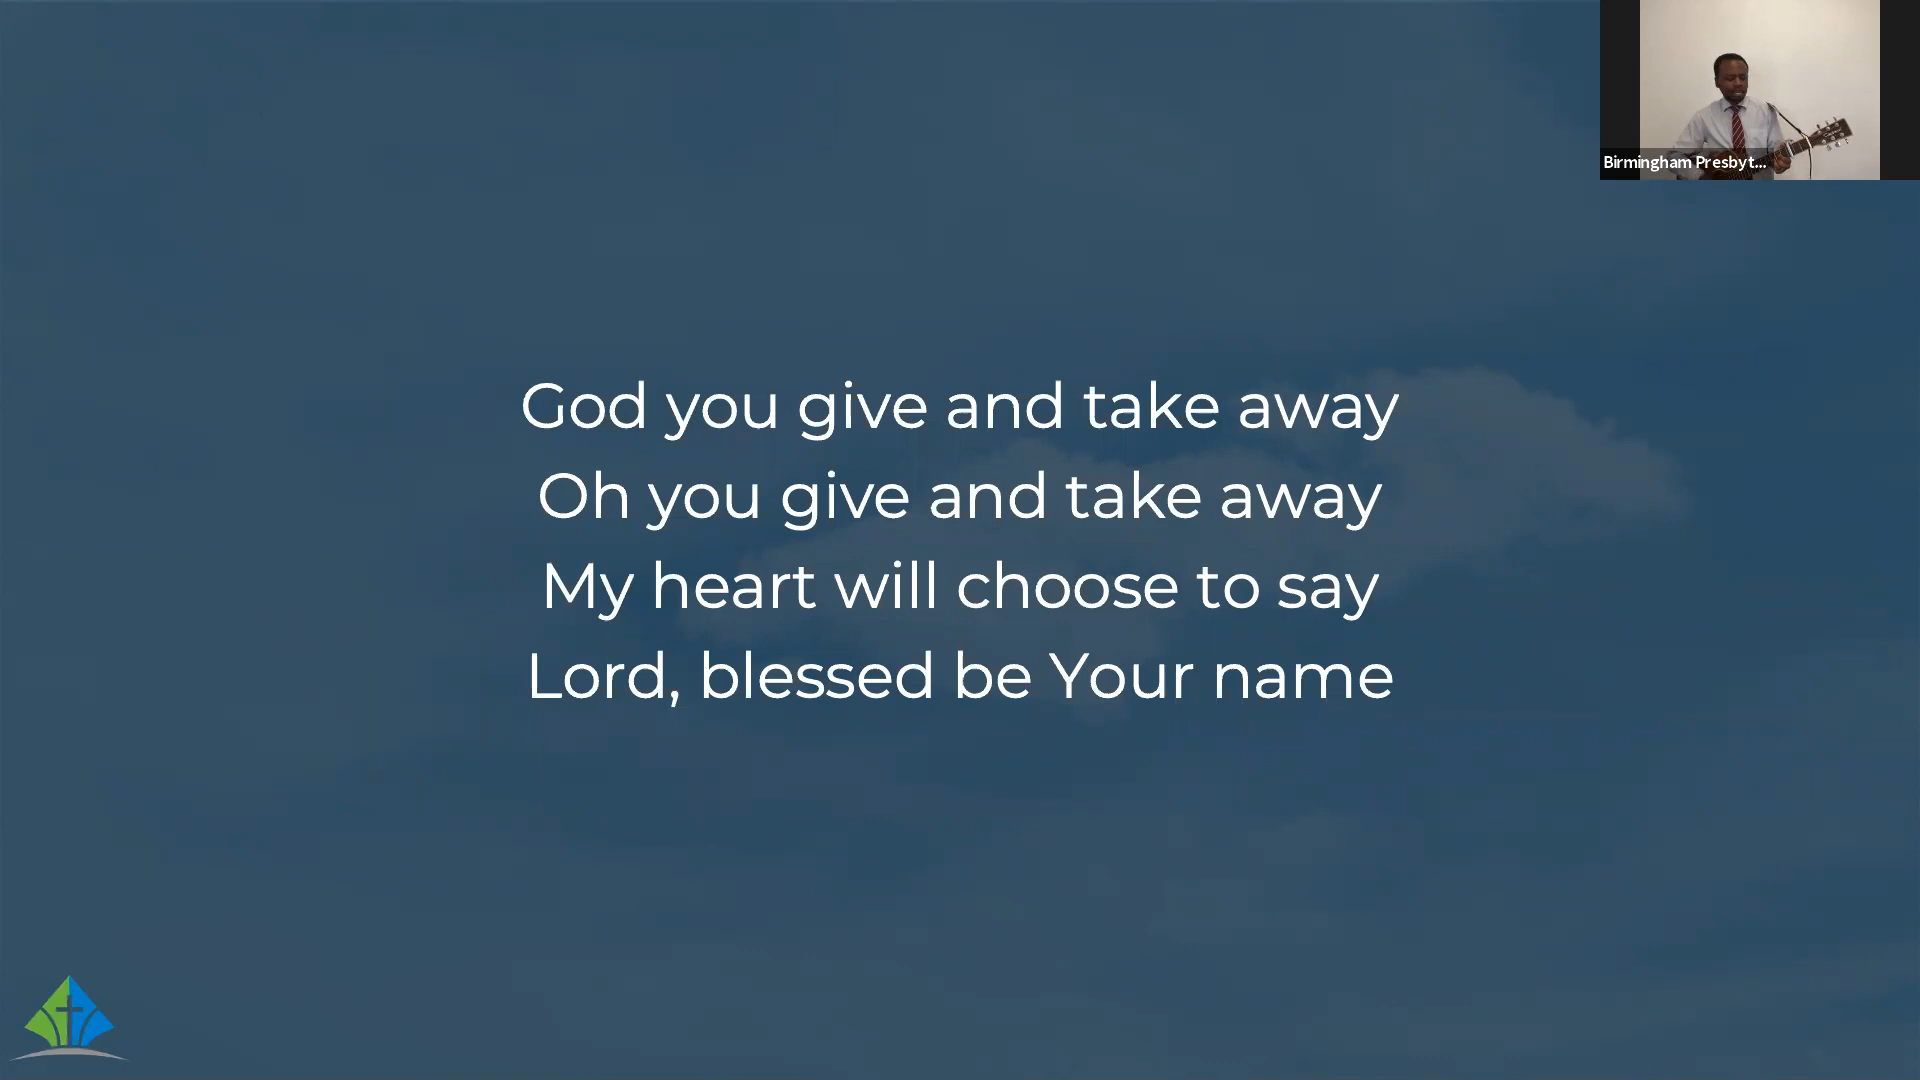 Birmingham Presbyt...
God you give and take away
Oh you give and take away
My heart will choose to say
Lord, blessed be Your name